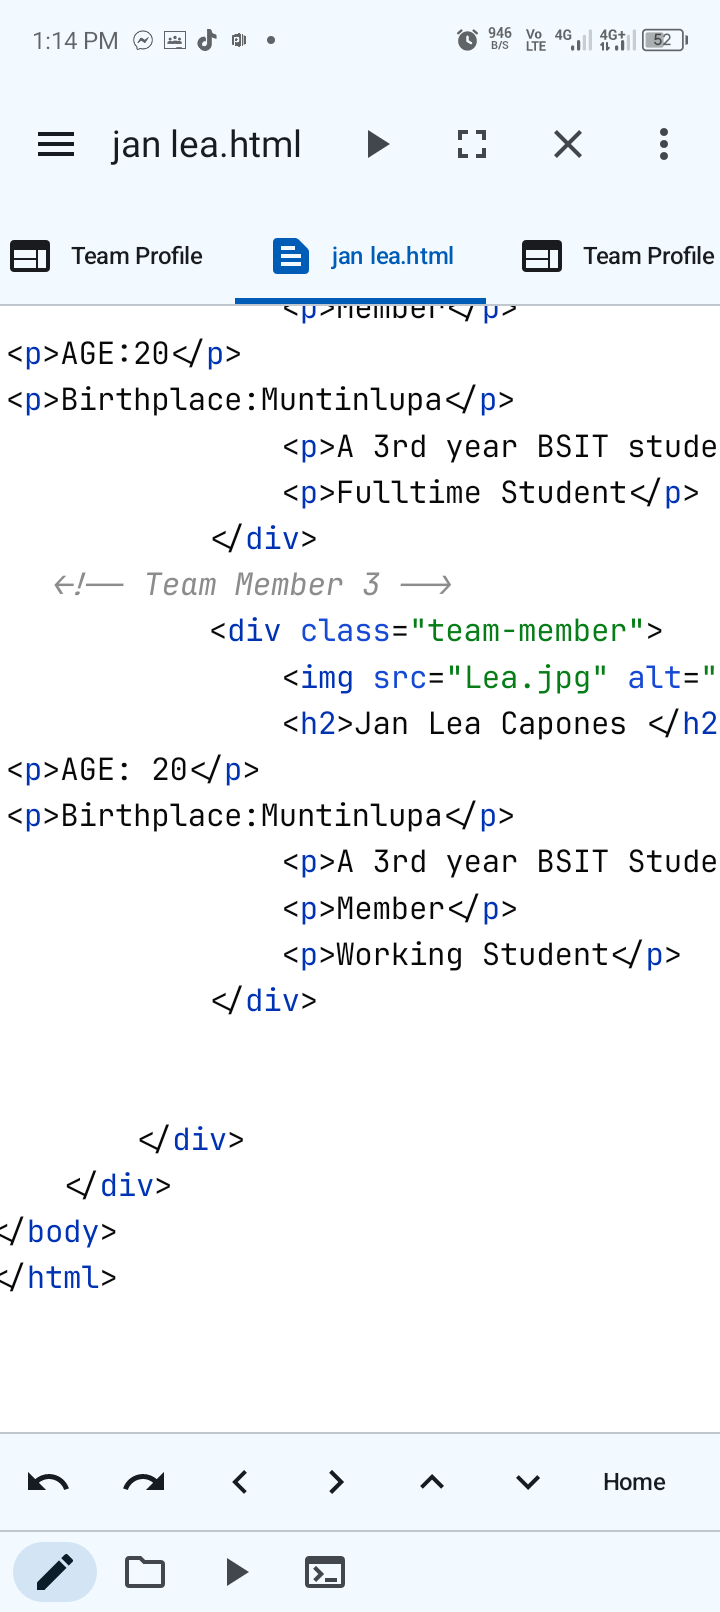 1:14 PM
946 B/S
Vo LTE
4G
4G+
52
jan lea.html
Team Profile
jan lea.html
Team Profile
<p>Member</p>
<p>AGE:20</p>
<p>Birthplace:Muntinlupa</p>
<p>A 3rd year BSIT stude
<p>Fulltime Student</p>
</div>
<!-- Team Member 3 -->
<div class="team-member">
<img src="Lea.jpg" alt="
<h2>Jan Lea Capones </h2
<p>AGE: 20</p>
<p>Birthplace:Muntinlupa</p>
<p>A 3rd year BSIT Stude
<p>Member</p>
<p>Working Student</p>
</div>
</div>
</div>
</body>
</html>
Home